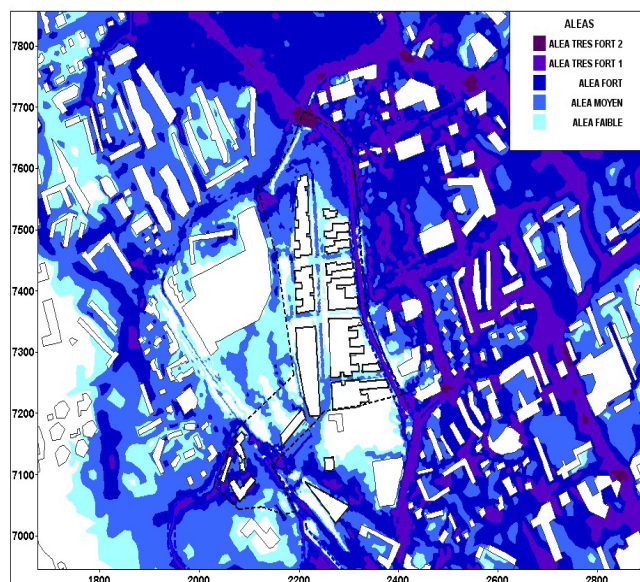 ALEAS
ALEA TRES FORT 2
ALEA TRES FORT 1
ALEA FORT
ALEA MOYEN
ALEA FAIBLE
7800
7700
7600
7500
7400
7300
7200
7100
7000
1800
2000
2200
2400
2600
2800